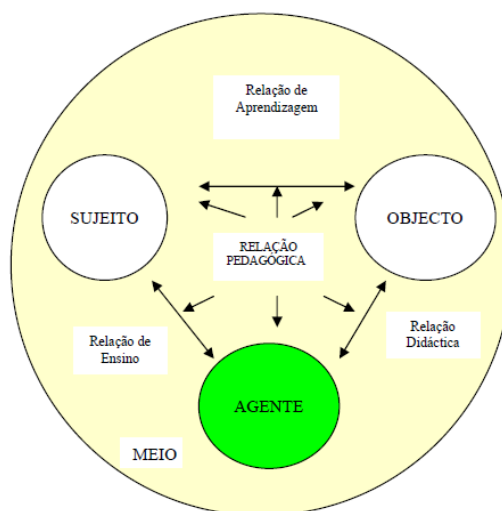 Relação de
Aprendizagem
SUJEITO
OBJECTO
RELAÇÃO
PEDAGÓGICA
Relação de
Ensino
Relação
Didáctica
AGENTE
MEIO